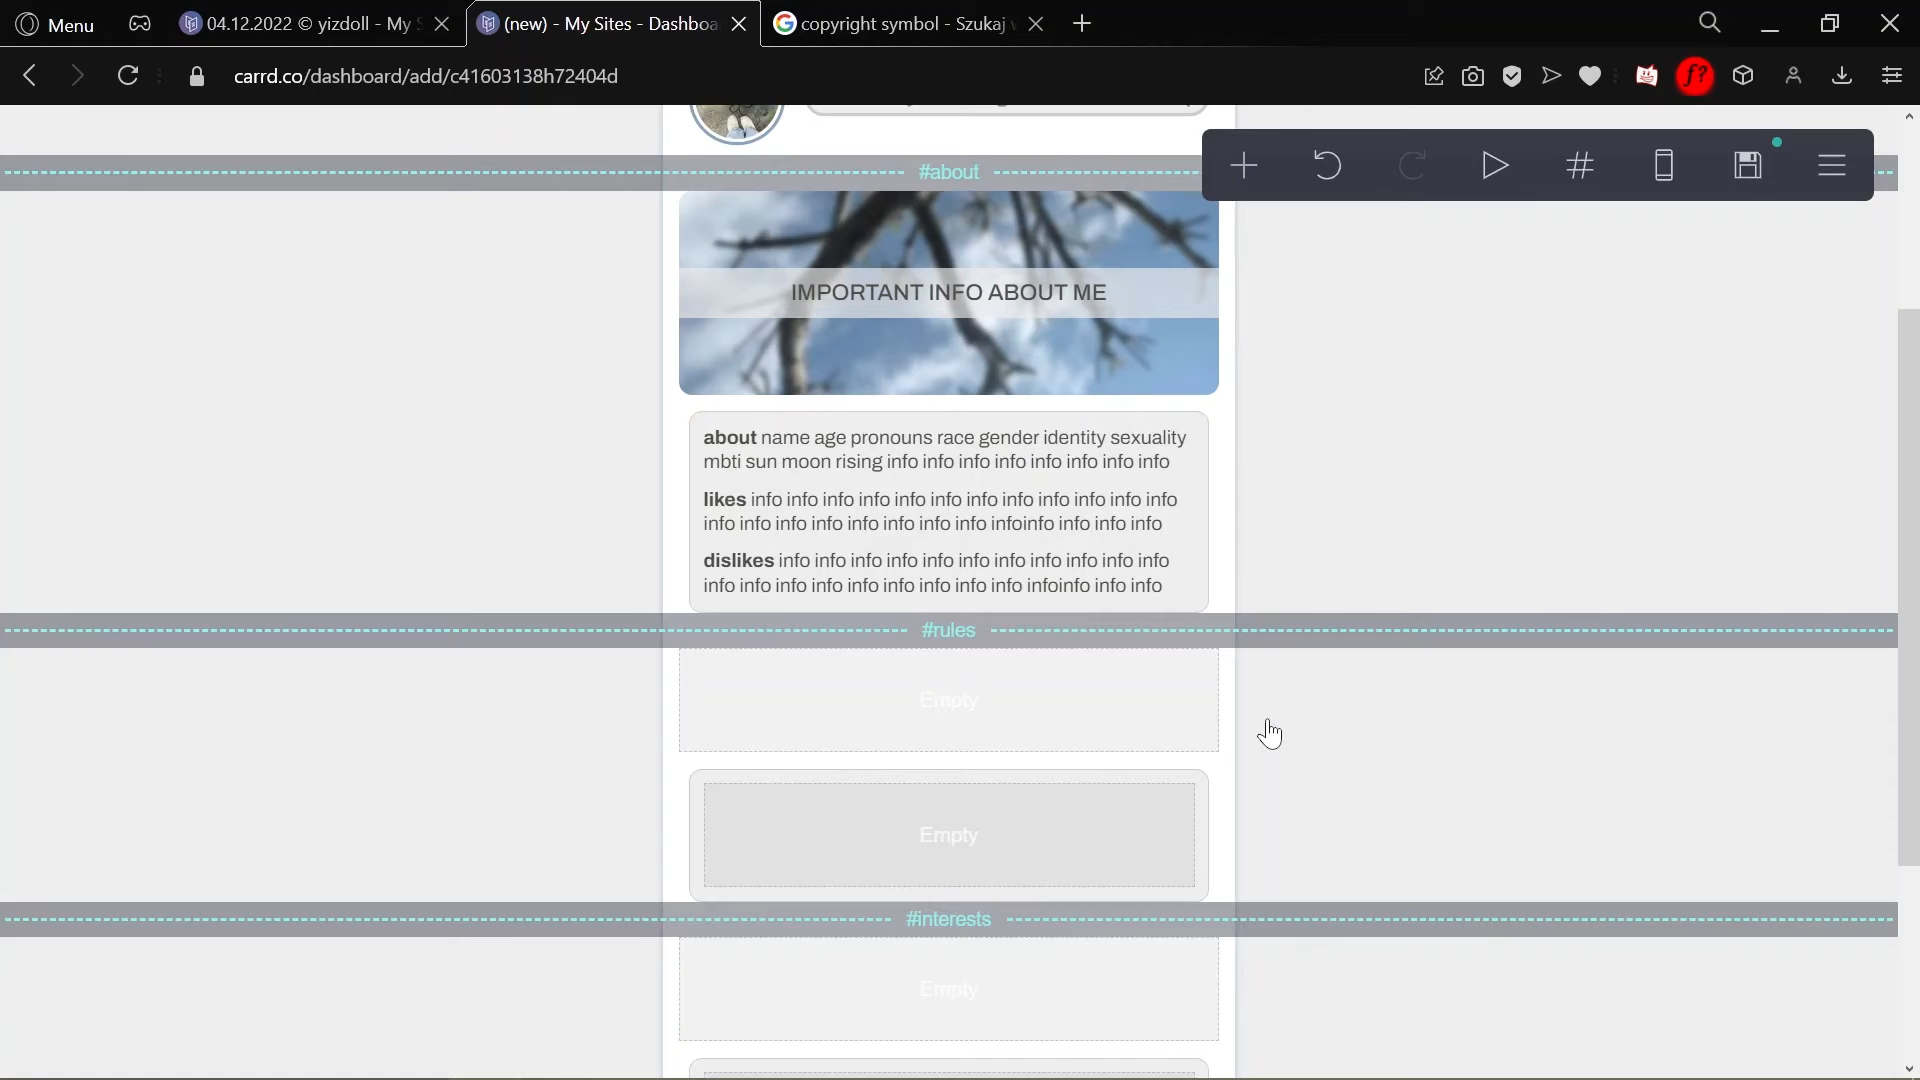 Menu
04.12.2022 © yizdoll - My S
(new) - My Sites - Dashboa
copyright symbol - Szukaj w
carrd.co/dashboard/add/c41603138h72404d
f?
#about
IMPORTANT INFO ABOUT ME
about name age pronouns race gender identity sexuality
mbti sun moon rising info info info info info info info info
likes info info info info info info info info info info info info
info info info info info info info info infoinfo info info info
dislikes info info info info info info info info info info info
info info info info info info info info info infoinfo info info
#rules
Empty
Empty
#interests
Empty